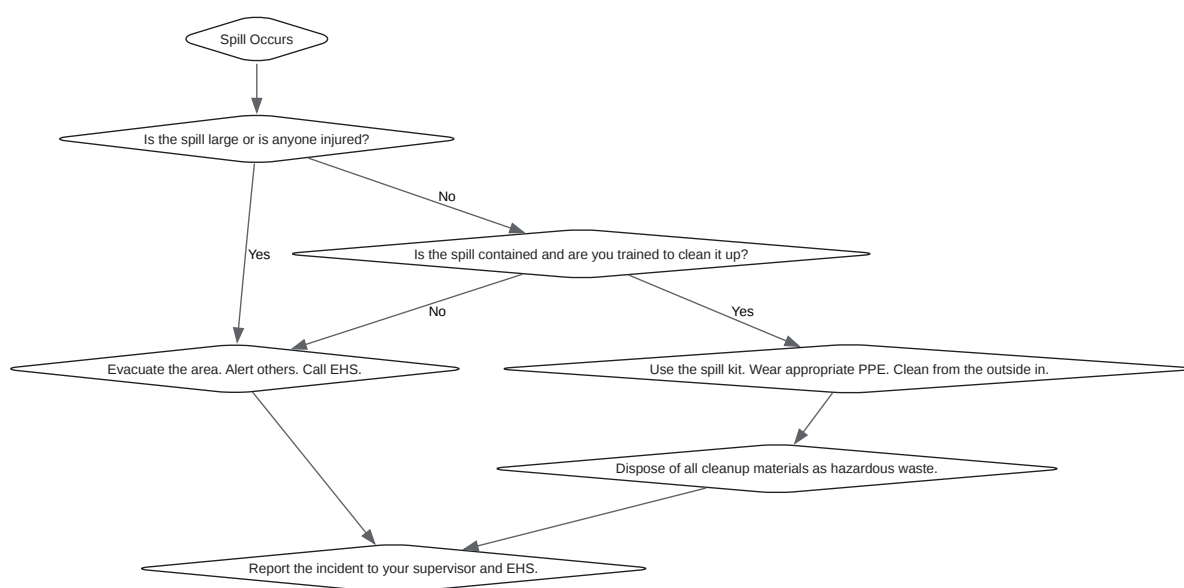 Spill Occurs
Is the spill large or is anyone injured?
No
Yes
Is the spill contained and are you trained to clean it up?
No
Yes
Evacuate the area. Alert others. Call EHS.
Use the spill kit. Wear appropriate PPE. Clean from the outside in.
Dispose of all cleanup materials as hazardous waste.
Report the incident to your supervisor and EHS.